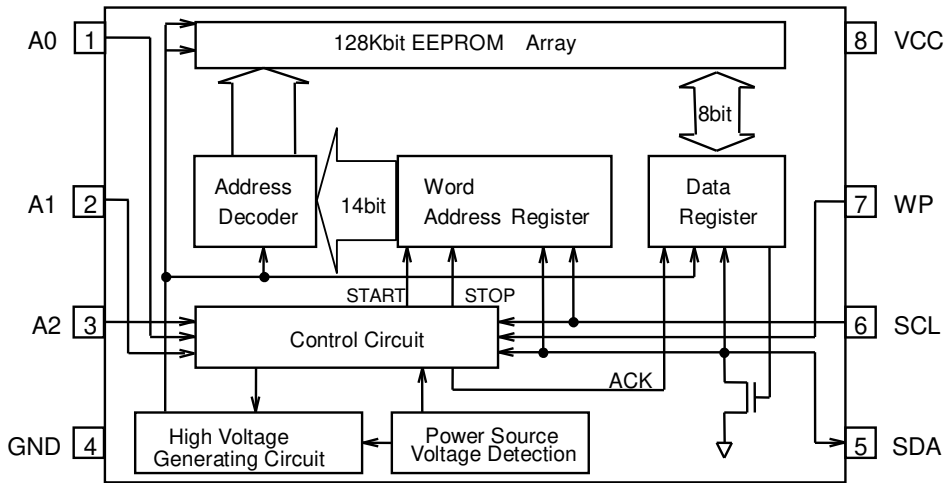 A0 1
128Kbit EEPROM Array
8 VCC
8bit
A1 2
Address
Decoder
14bit
Word
Address Register
Data
Register
7 WP
START
STOP
A2 3
Control Circuit
6 SCL
ACK
GND 4
High Voltage
Generating Circuit
Power Source
Voltage Detection
5 SDA